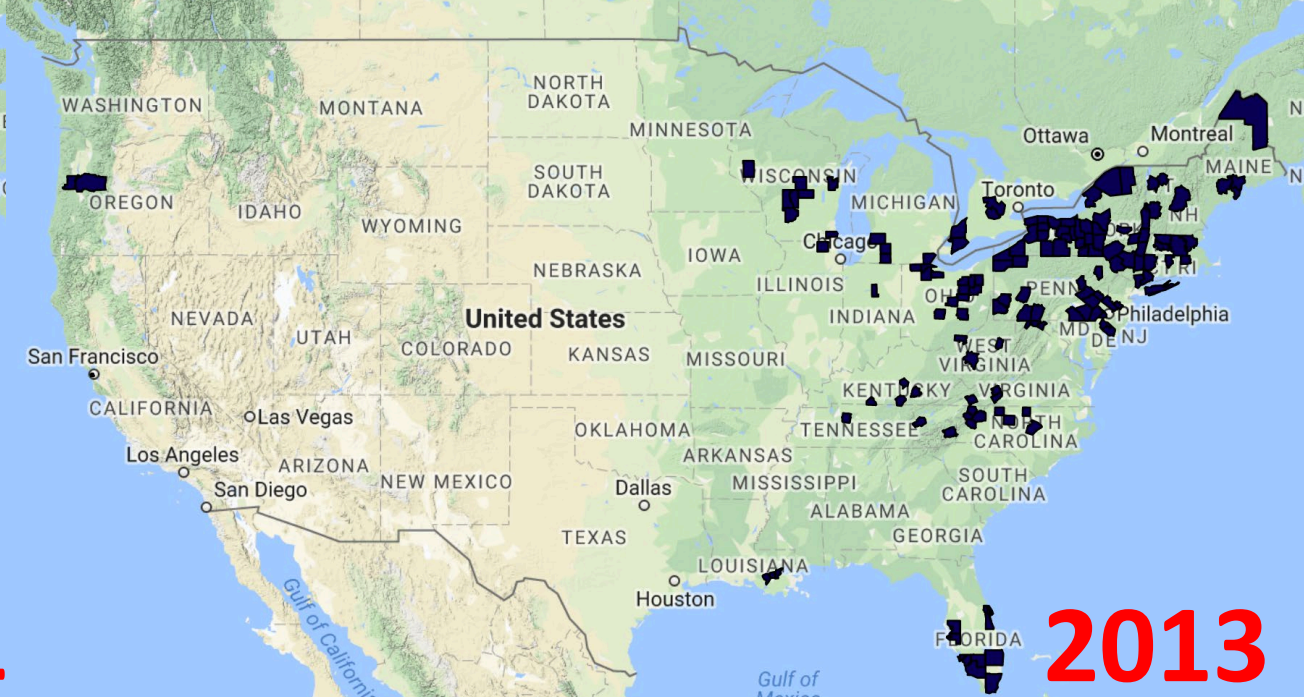 Ottawa
Montreal
WASHINGTON
MONTANA
NORTH
DAKOTA
MINNESOTA
MAINE
WISCONSIN
SOUTH
DAKOTA
Toronto
OREGON
IDAHO
MICHIGAN
NH
WYOMING
Chicago
IOWA
NEBRASKA
ILLINOIS
PENN
NEVADA
United States
INDIANA
Philadelphia
UTAH
COLORADO
KANSAS
MISSOURI
MD
DE
NJ
WEST
VIRGINIA
San Francisco
KENTUCKY
VIRGINIA
CALIFORNIA
Las Vegas
OKLAHOMA
TENNESSEE
NORTH
CAROLINA
Los Angeles
ARIZONA
NEW MEXICO
ARKANSAS
MISSISSIPPI
SOUTH
CAROLINA
San Diego
Dallas
ALABAMA
TEXAS
GEORGIA
LOUISIANA
Houston
Gulf of California
FLORIDA
2013
Gulf of